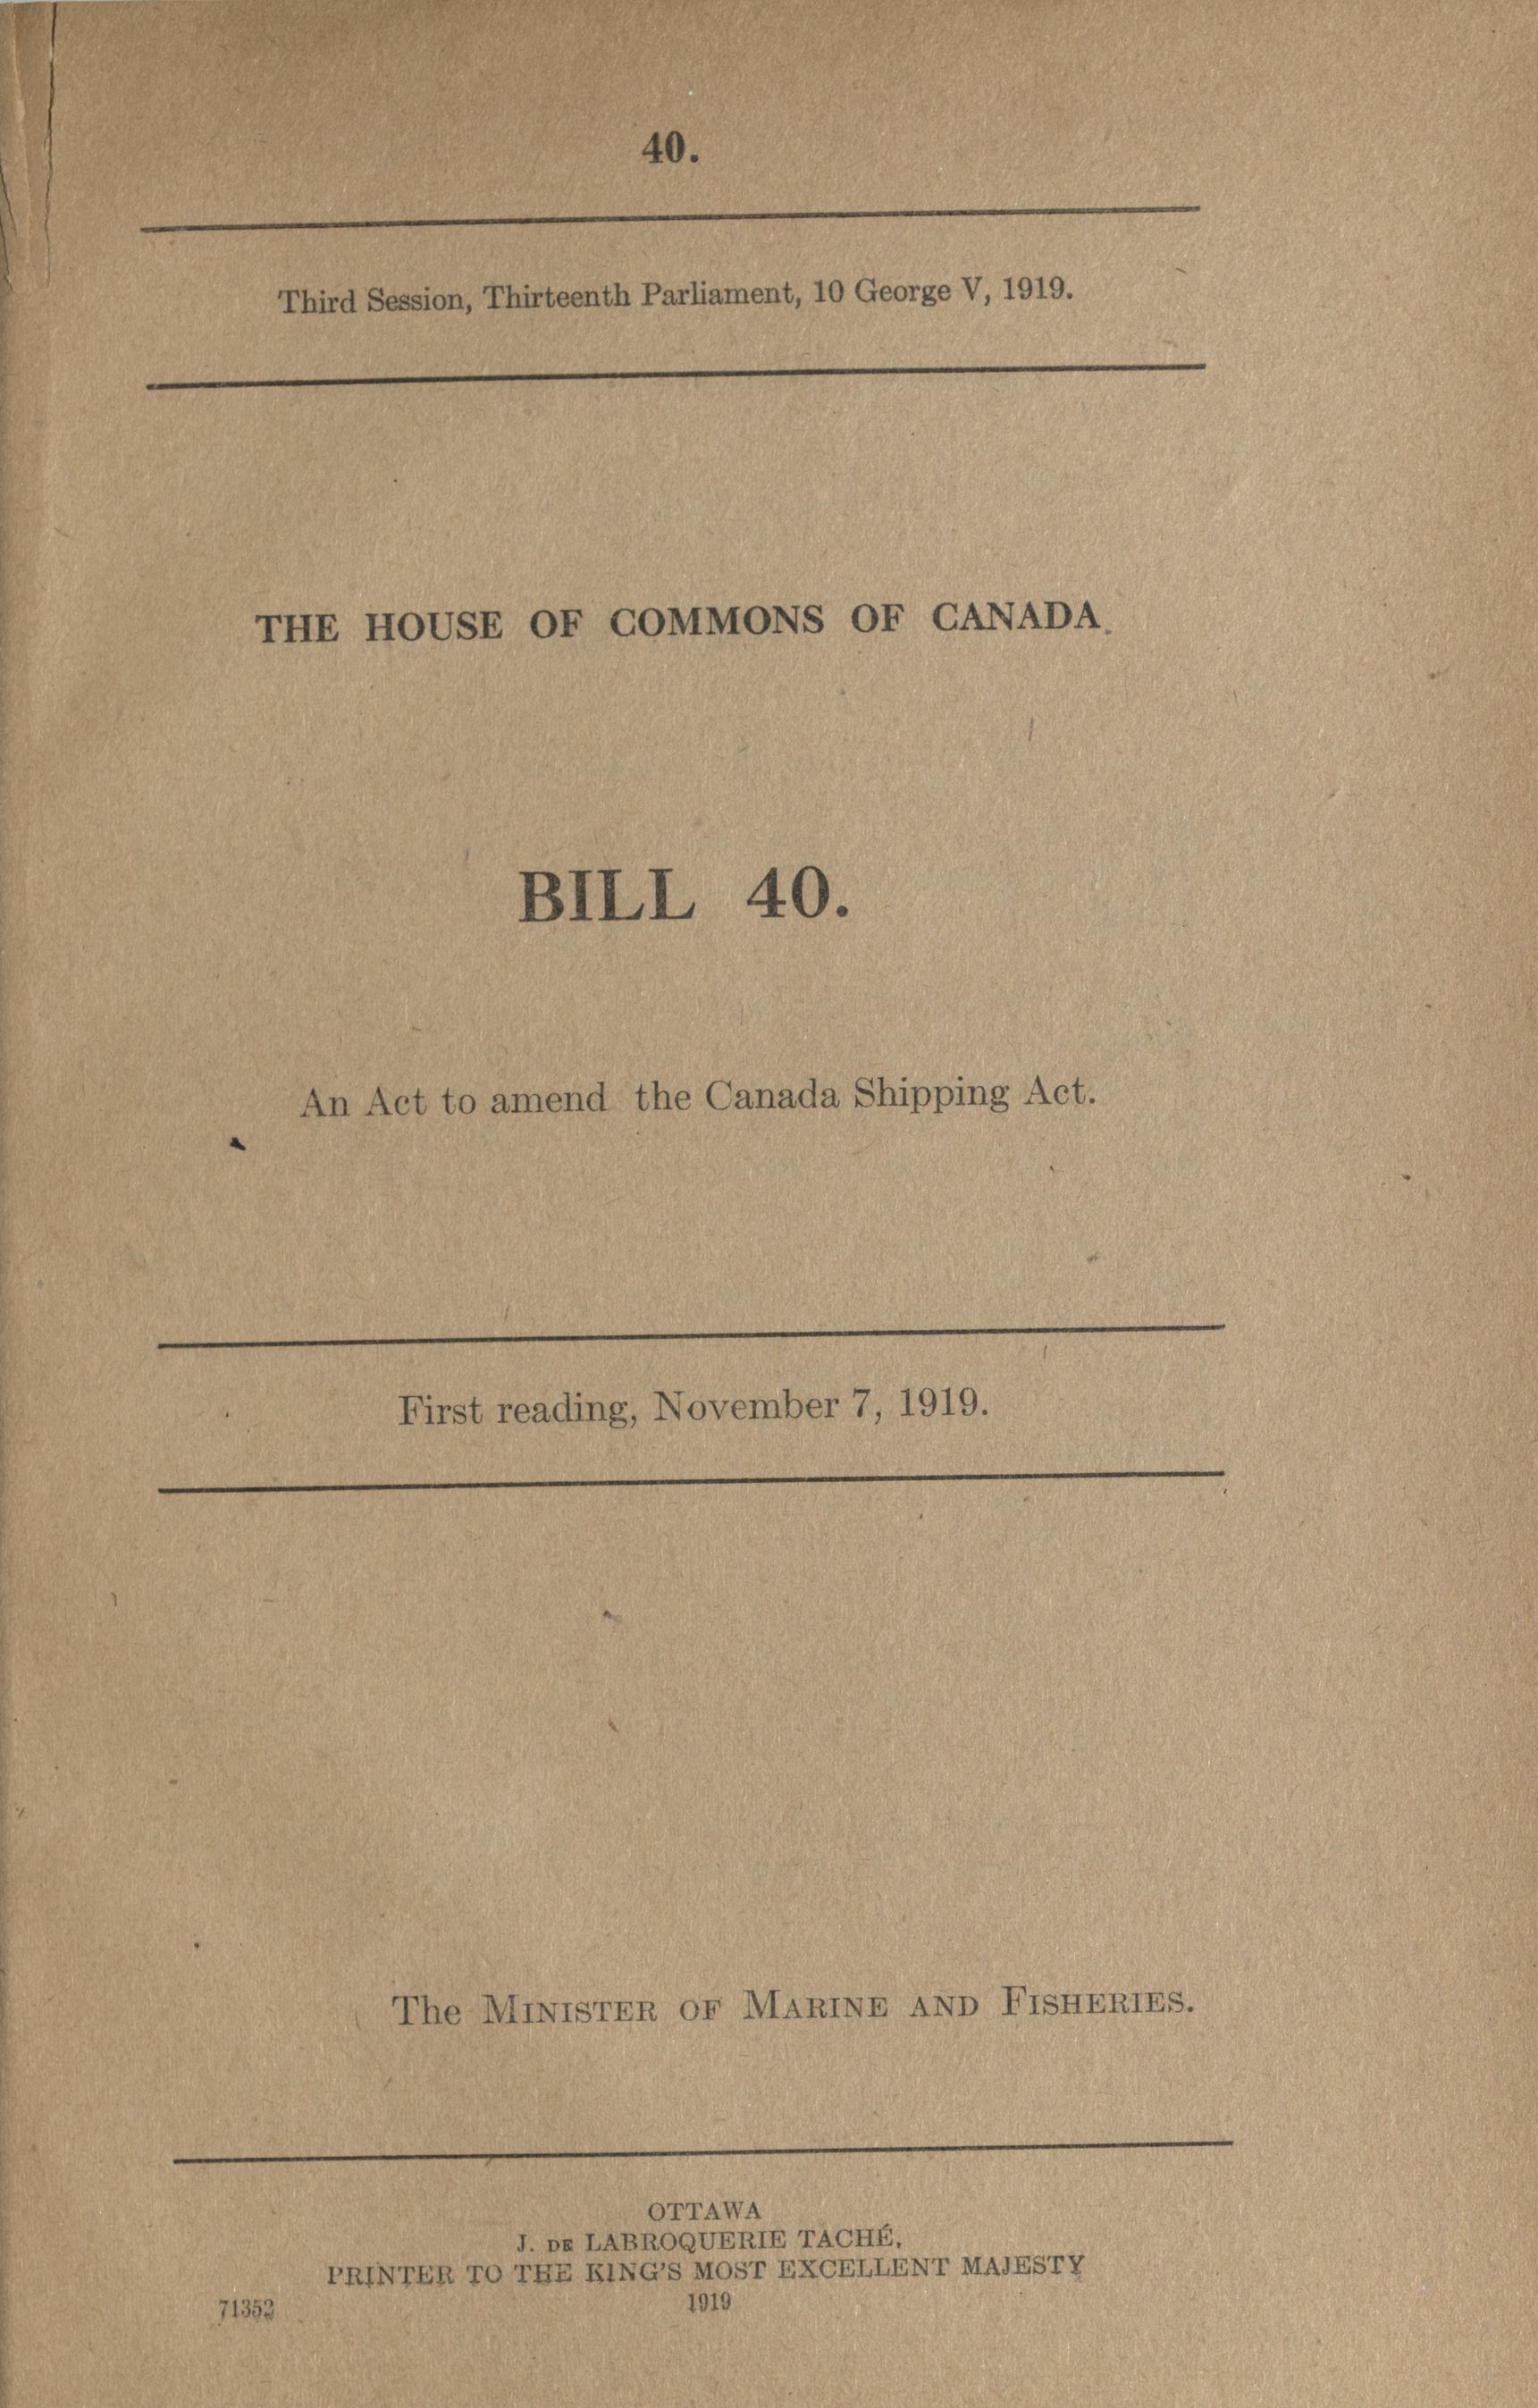 40.
Third Session, Thirteenth Parliament, 10 George V, 1919.
THE HOUSE OF COMMONS OF CANADA.
BILL 40.
An Act to amend the Canada Shipping Act.
First reading, November 7, 1919.
The MINISTER OF MARINE AND FISHERIES.
OTTAWA
J. DE LABROQUERIE TACHÉ,
PRINTER TO THE KING'S MOST EXCELLENT MAJESTY
1919
71352